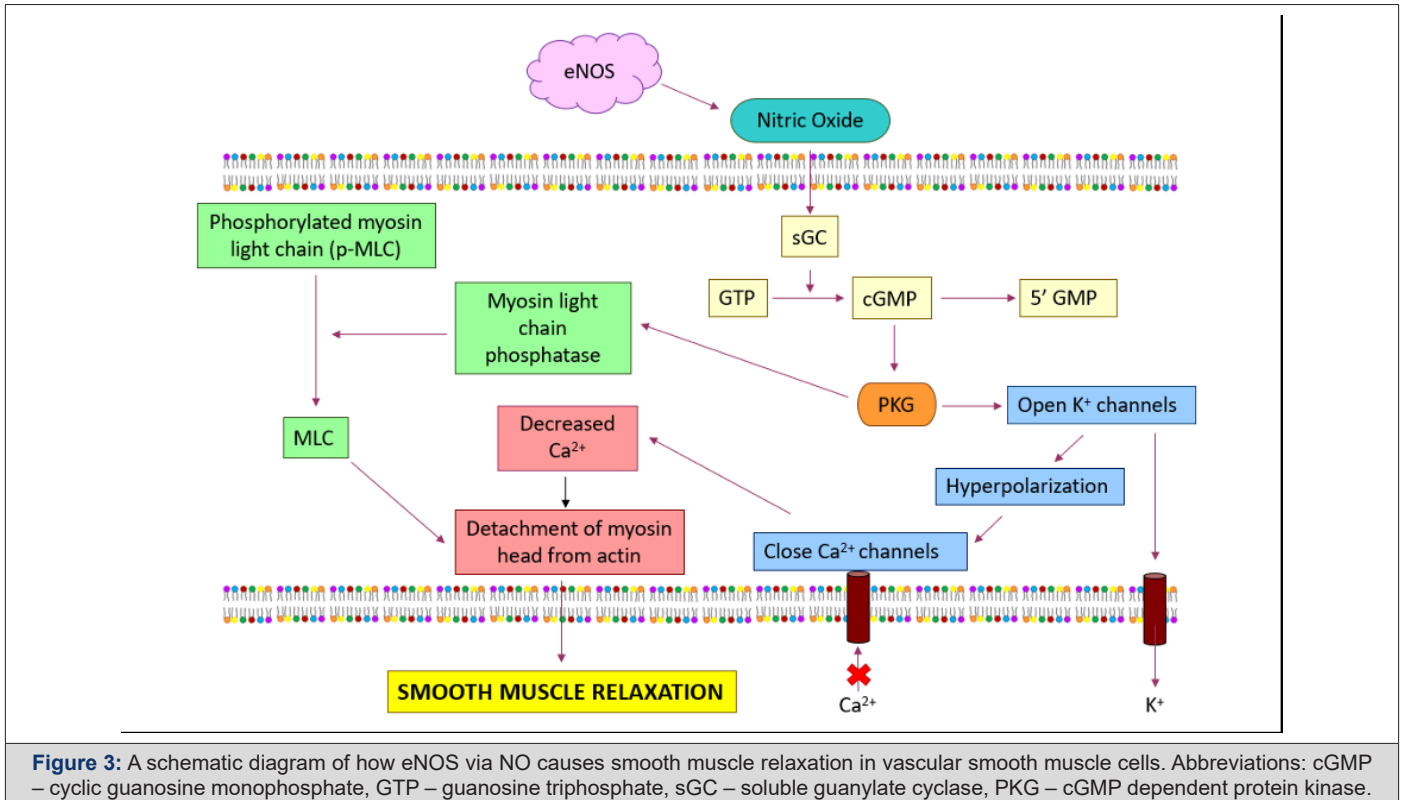 eNOS
Nitric Oxide
Phosphorylated myosin
light chain (p-MLC)
sGC
GTP
cGMP
5’ GMP
Myosin light
chain
phosphatase
PKG
Open K⁺ channels
MLC
Decreased
Ca²⁺
Hyperpolarization
Detachment of myosin
head from actin
Close Ca²⁺ channels
SMOOTH MUSCLE RELAXATION
Ca²⁺
K⁺
Figure 3: A schematic diagram of how eNOS via NO causes smooth muscle relaxation in vascular smooth muscle cells. Abbreviations: cGMP
– cyclic guanosine monophosphate, GTP – guanosine triphosphate, sGC – soluble guanylate cyclase, PKG – cGMP dependent protein kinase.